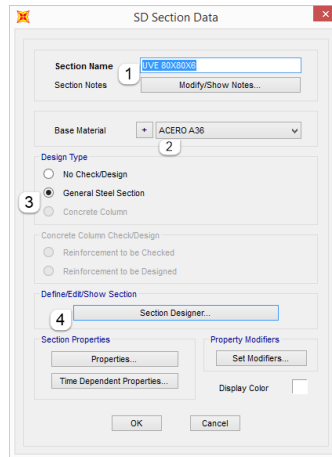 SD Section Data
x
Section Name UVE 80X80X6
1
Section Notes Modify/Show Notes...
Base Material + ACERO A36
2
Design Type
No Check/Design
3 General Steel Section
Concrete Column
Concrete Column Check/Design
Reinforcement to be Checked
Reinforcement to be Designed
Define/Edit/Show Section
4 Section Designer...
Section Properties Property Modifiers
Properties... Set Modifiers...
Time Dependent Properties... Display Color
OK Cancel